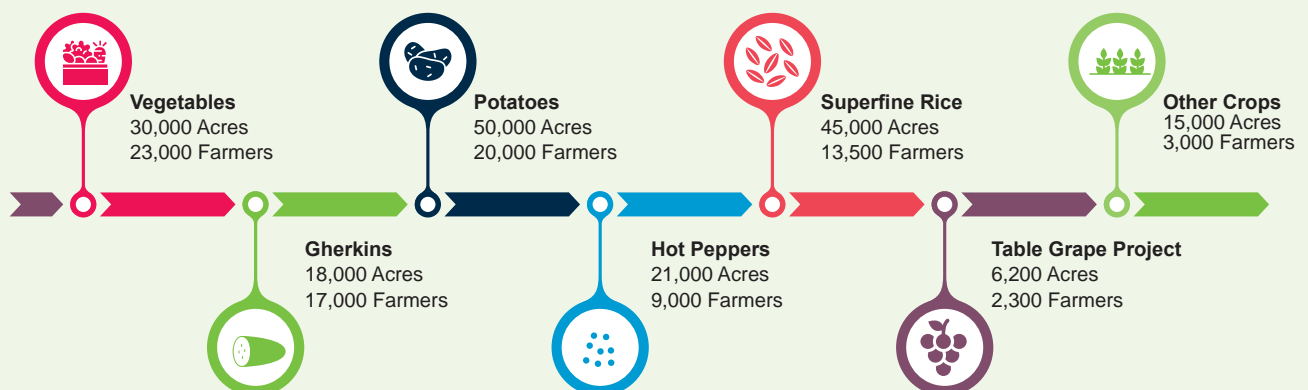 Vegetables
30,000 Acres
23,000 Farmers
Gherkins
18,000 Acres
17,000 Farmers
Potatoes
50,000 Acres
20,000 Farmers
Hot Peppers
21,000 Acres
9,000 Farmers
Superfine Rice
45,000 Acres
13,500 Farmers
Table Grape Project
6,200 Acres
2,300 Farmers
Other Crops
15,000 Acres
3,000 Farmers